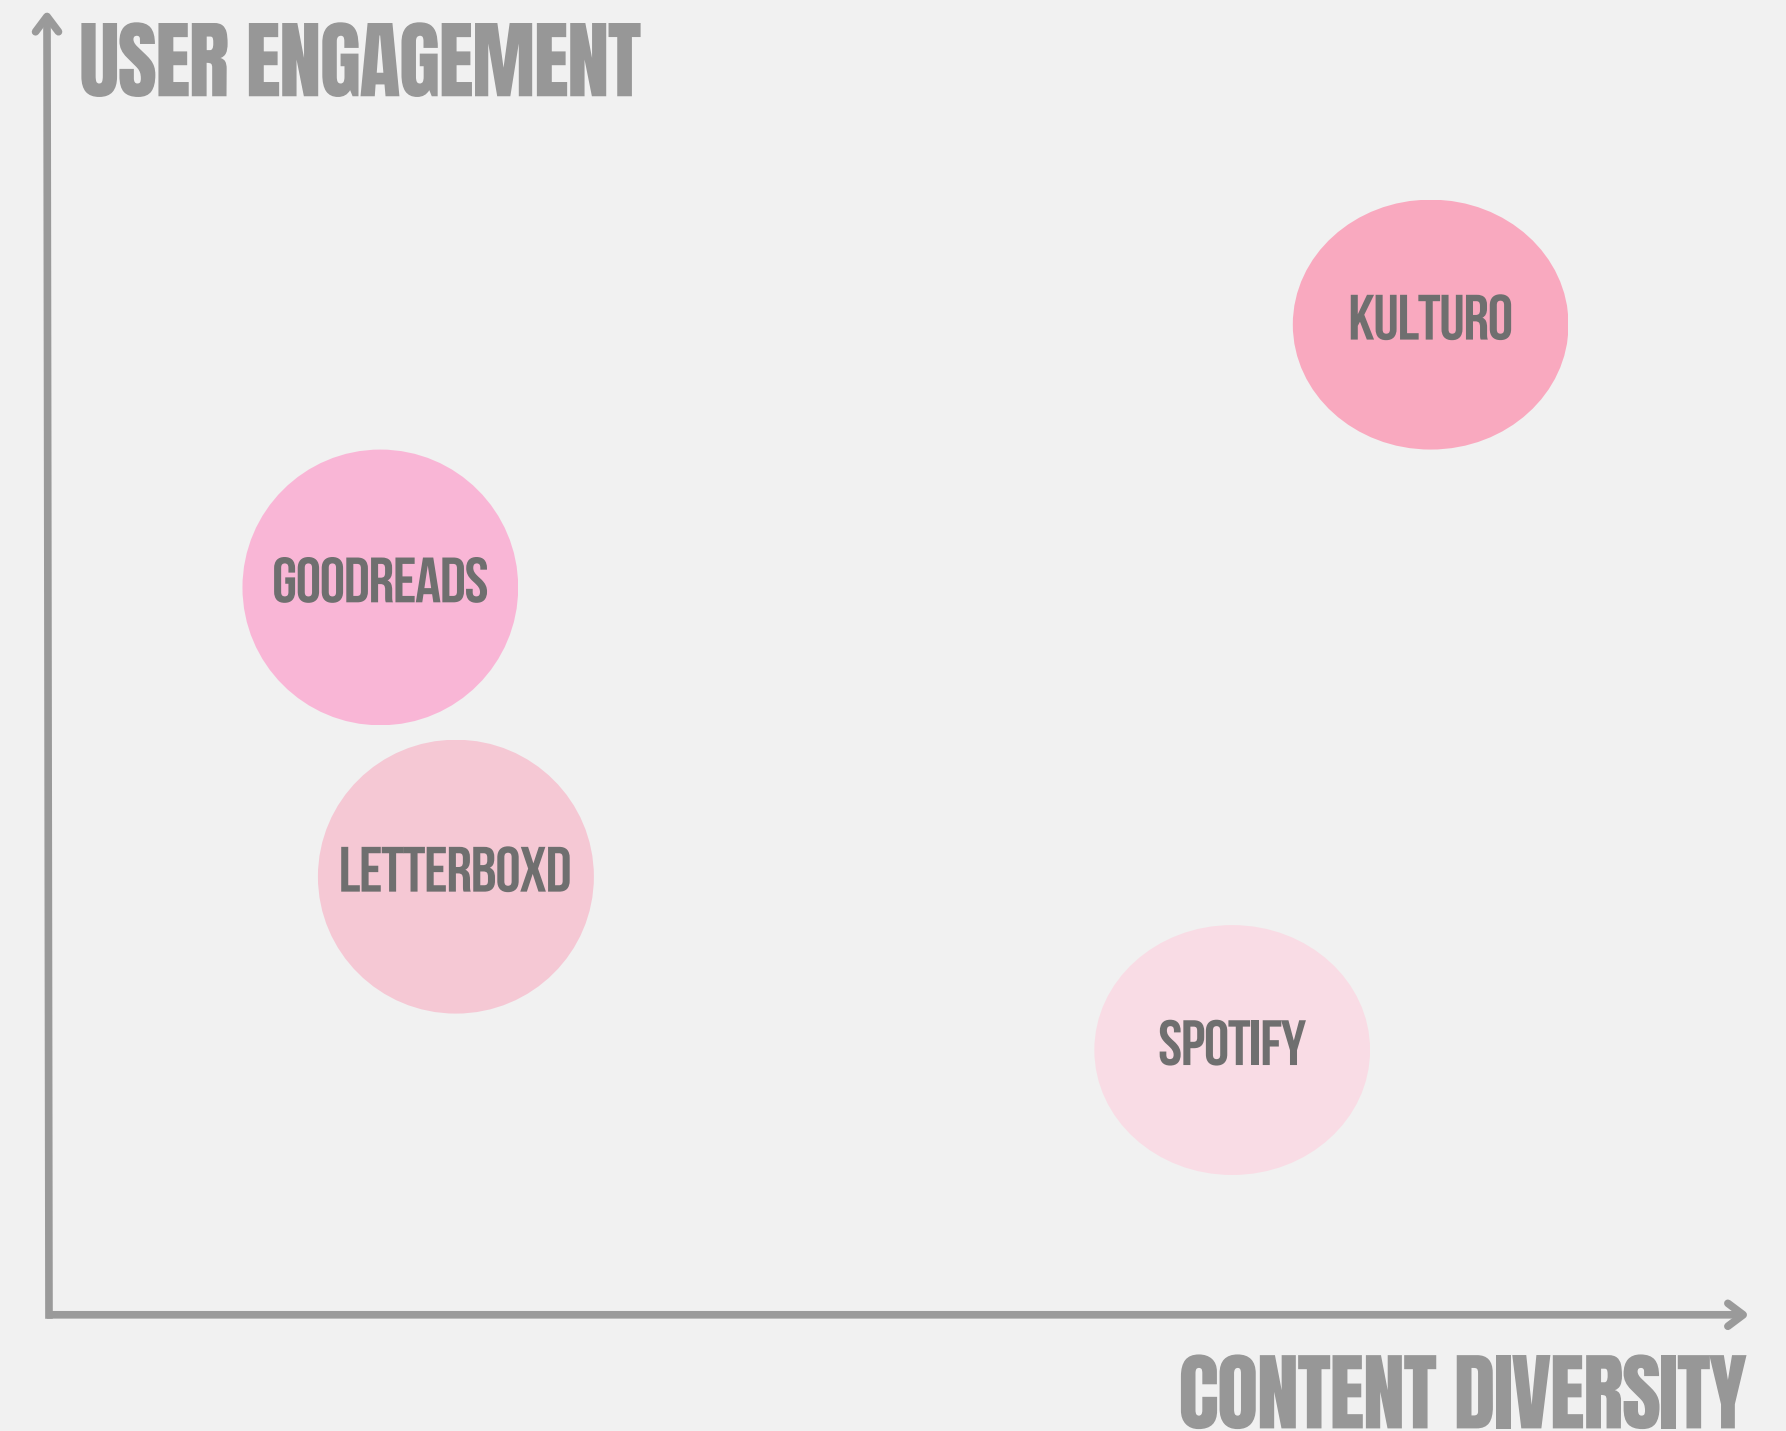 USER ENGAGEMENT
KULTURO
GOODREADS
LETTERBOXD
SPOTIFY
CONTENT DIVERSITY